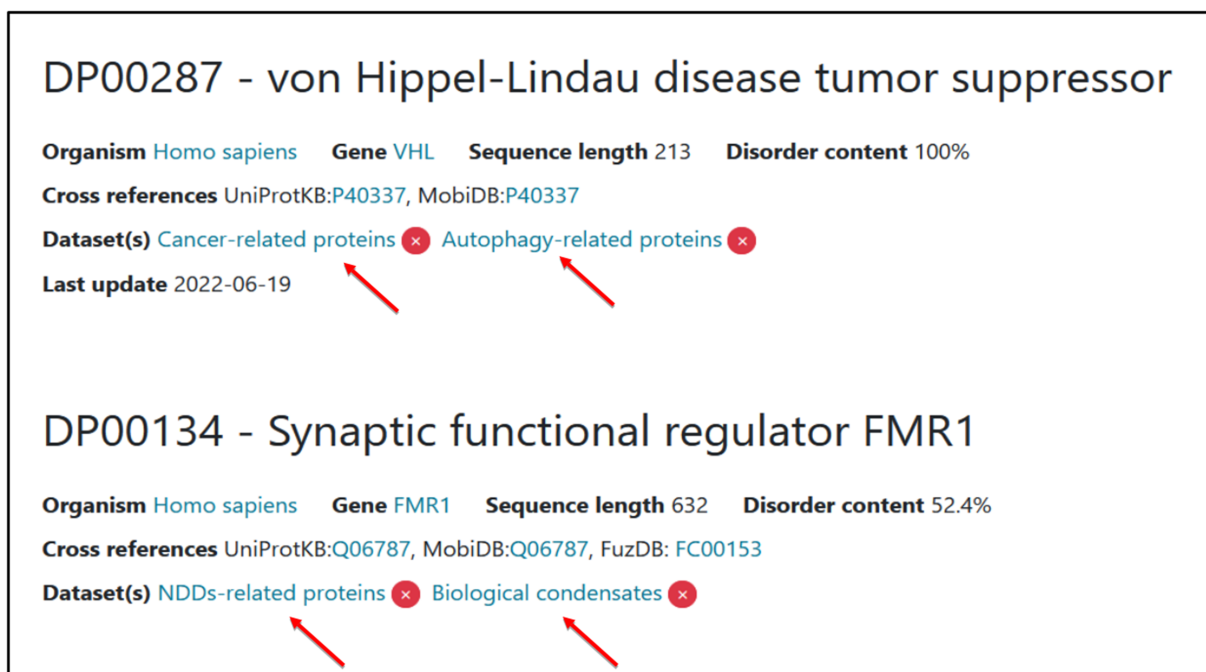 DP00287 - von Hippel-Lindau disease tumor suppressor
Organism Homo sapiens Gene VHL Sequence length 213 Disorder content 100%
Cross references UniProtKB:P40337, MobiDB:P40337
Dataset(s) Cancer-related proteins × Autophagy-related proteins ×
Last update 2022-06-19
DP00134 - Synaptic functional regulator FMR1
Organism Homo sapiens Gene FMR1 Sequence length 632 Disorder content 52.4%
Cross references UniProtKB:Q06787, MobiDB:Q06787, FuzDB: FC00153
Dataset(s) NDDs-related proteins × Biological condensates ×